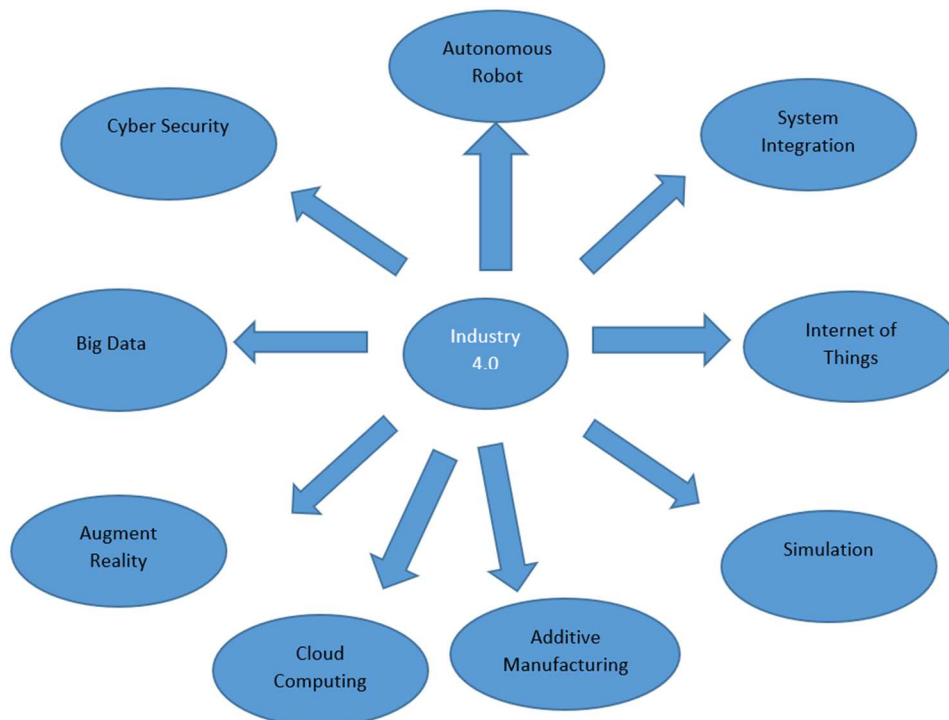 Autonomous
Robot
Cyber Security
System
Integration
Big Data
Industry
4.0
Internet of
Things
Augment
Reality
Simulation
Cloud
Computing
Additive
Manufacturing